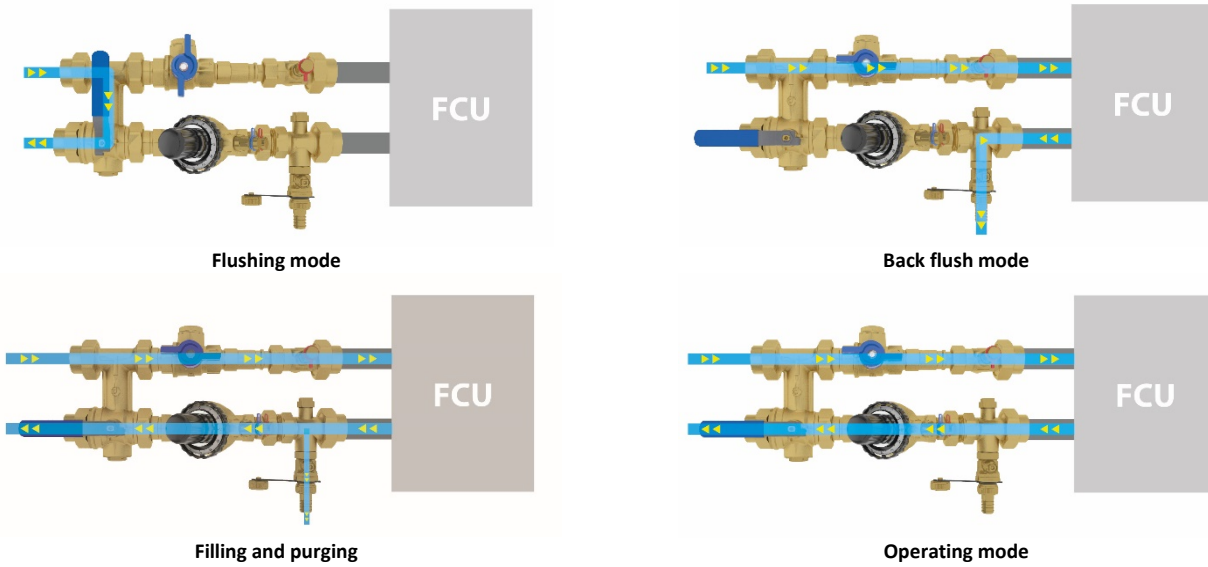 FCU
FCU
Flushing mode
Back flush mode
FCU
FCU
Filling and purging
Operating mode